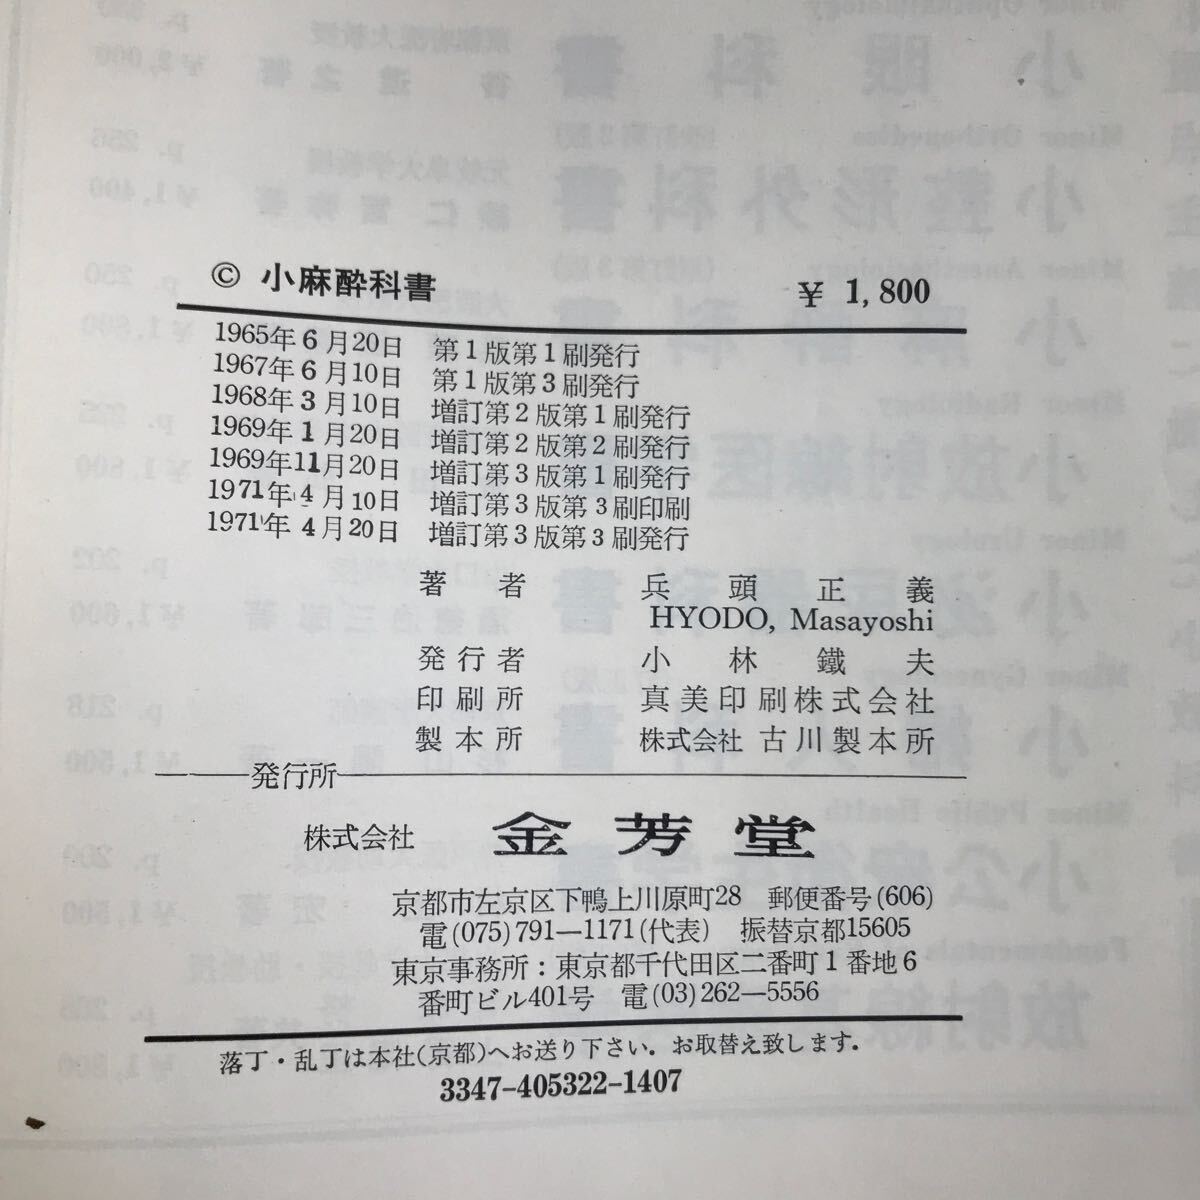 © 小麻酔科書
¥ 1,800
1965年 6月20日 第1版第1刷発行
1967年 6月10日 第1版第3刷発行
1968年 3月10日 増訂第2版第1刷発行
1969年 1月20日 増訂第2版第2刷発行
1969年11月20日 増訂第3版第1刷発行
1971年 4月10日 増訂第3版第3刷印刷
1971年 4月20日 増訂第3版第3刷発行
著者 兵頭正義
HYODO, Masayoshi
発行者 小林鐵夫
印刷所 真美印刷株式会社
製本所 株式会社 古川製本所
発行所
株式会社 金芳堂
京都市左京区下鴨上川原町28 郵便番号(606)
電(075)791—1171(代表) 振替京都15605
東京事務所：東京都千代田区二番町1番地6
番町ビル401号 電(03)262—5556
落丁・乱丁は本社(京都)へお送り下さい．お取替え致します．
3347-405322-1407